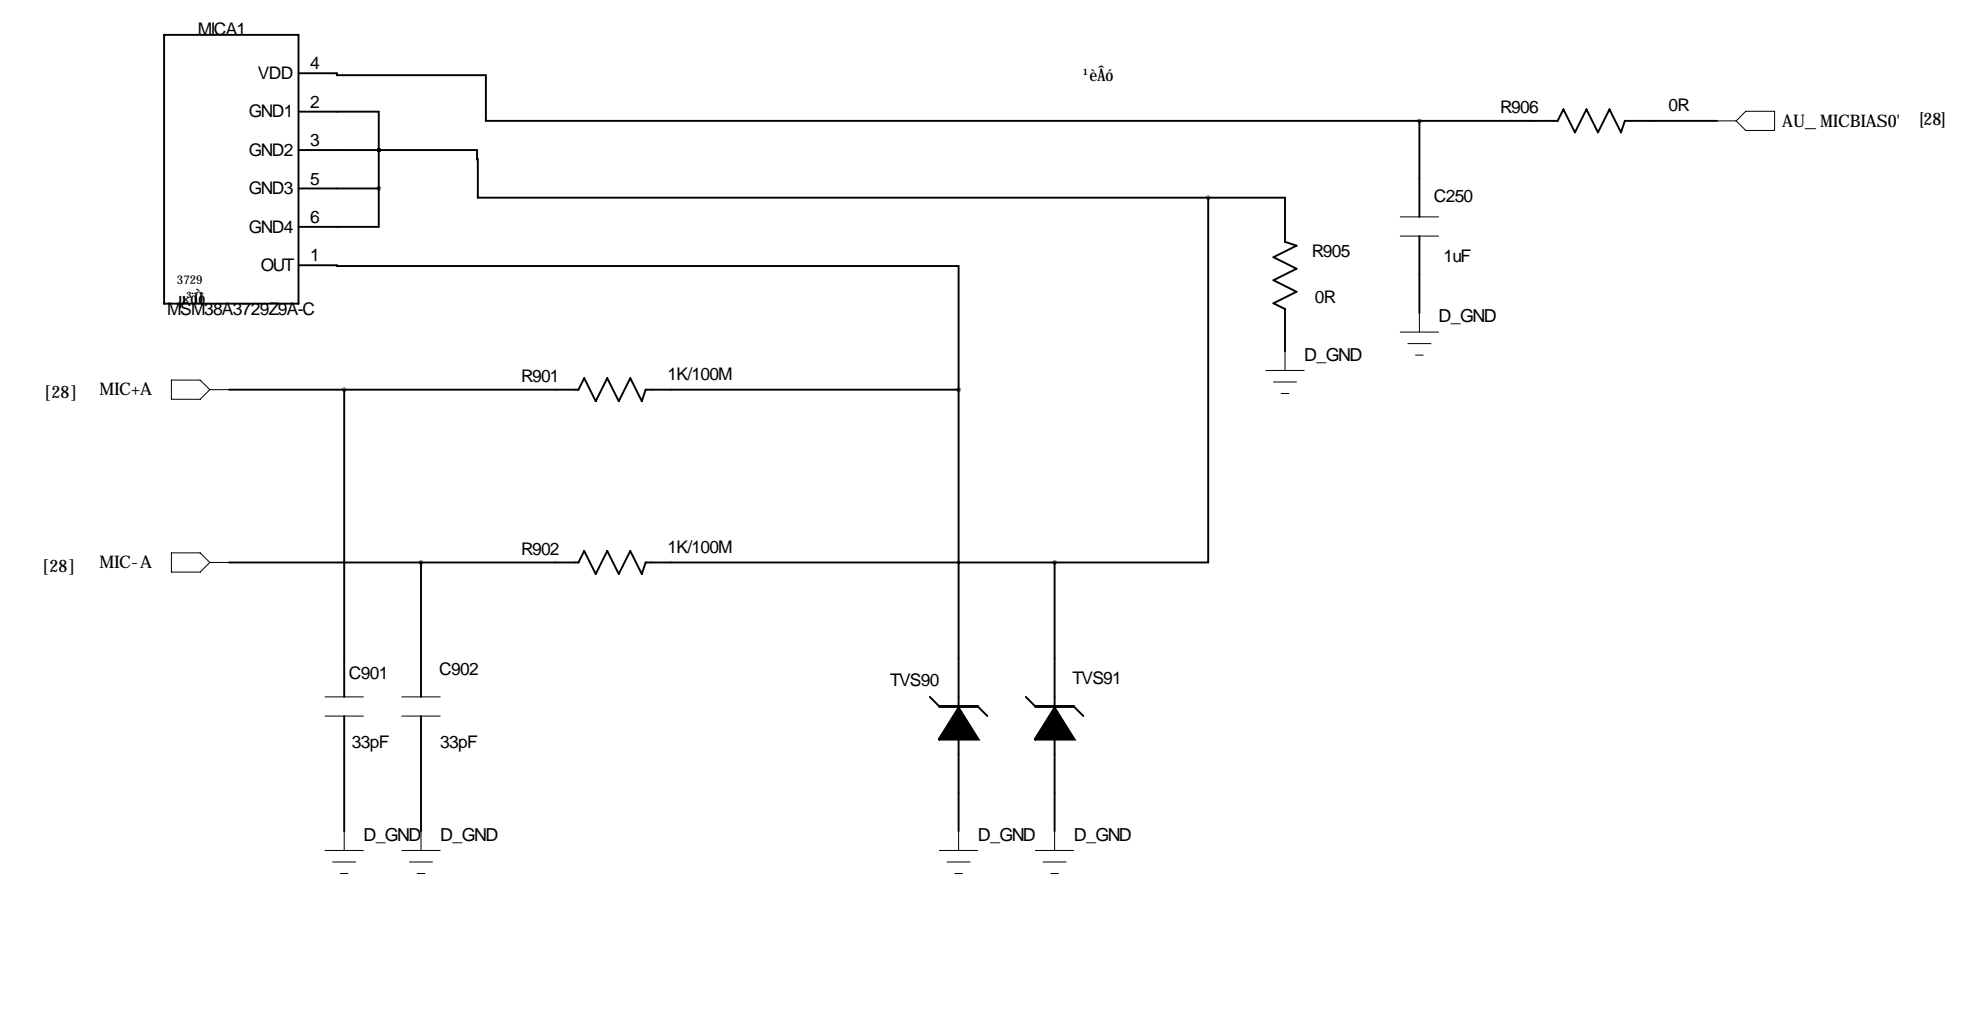 MICA1
VDD 4
GND1 2
GND2 3
GND3 5
GND4 6
OUT 1
3729
MSM38A3729Z9A-C
¹èÂó
R906 0R
AU_MICBIAS0' [28]
C250
1uF
D_GND
R905
0R
D_GND
[28] MIC+A
R901 1K/100M
[28] MIC-A
R902 1K/100M
C901 C902
33pF 33pF
D_GND D_GND
TVS90 TVS91
D_GND D_GND